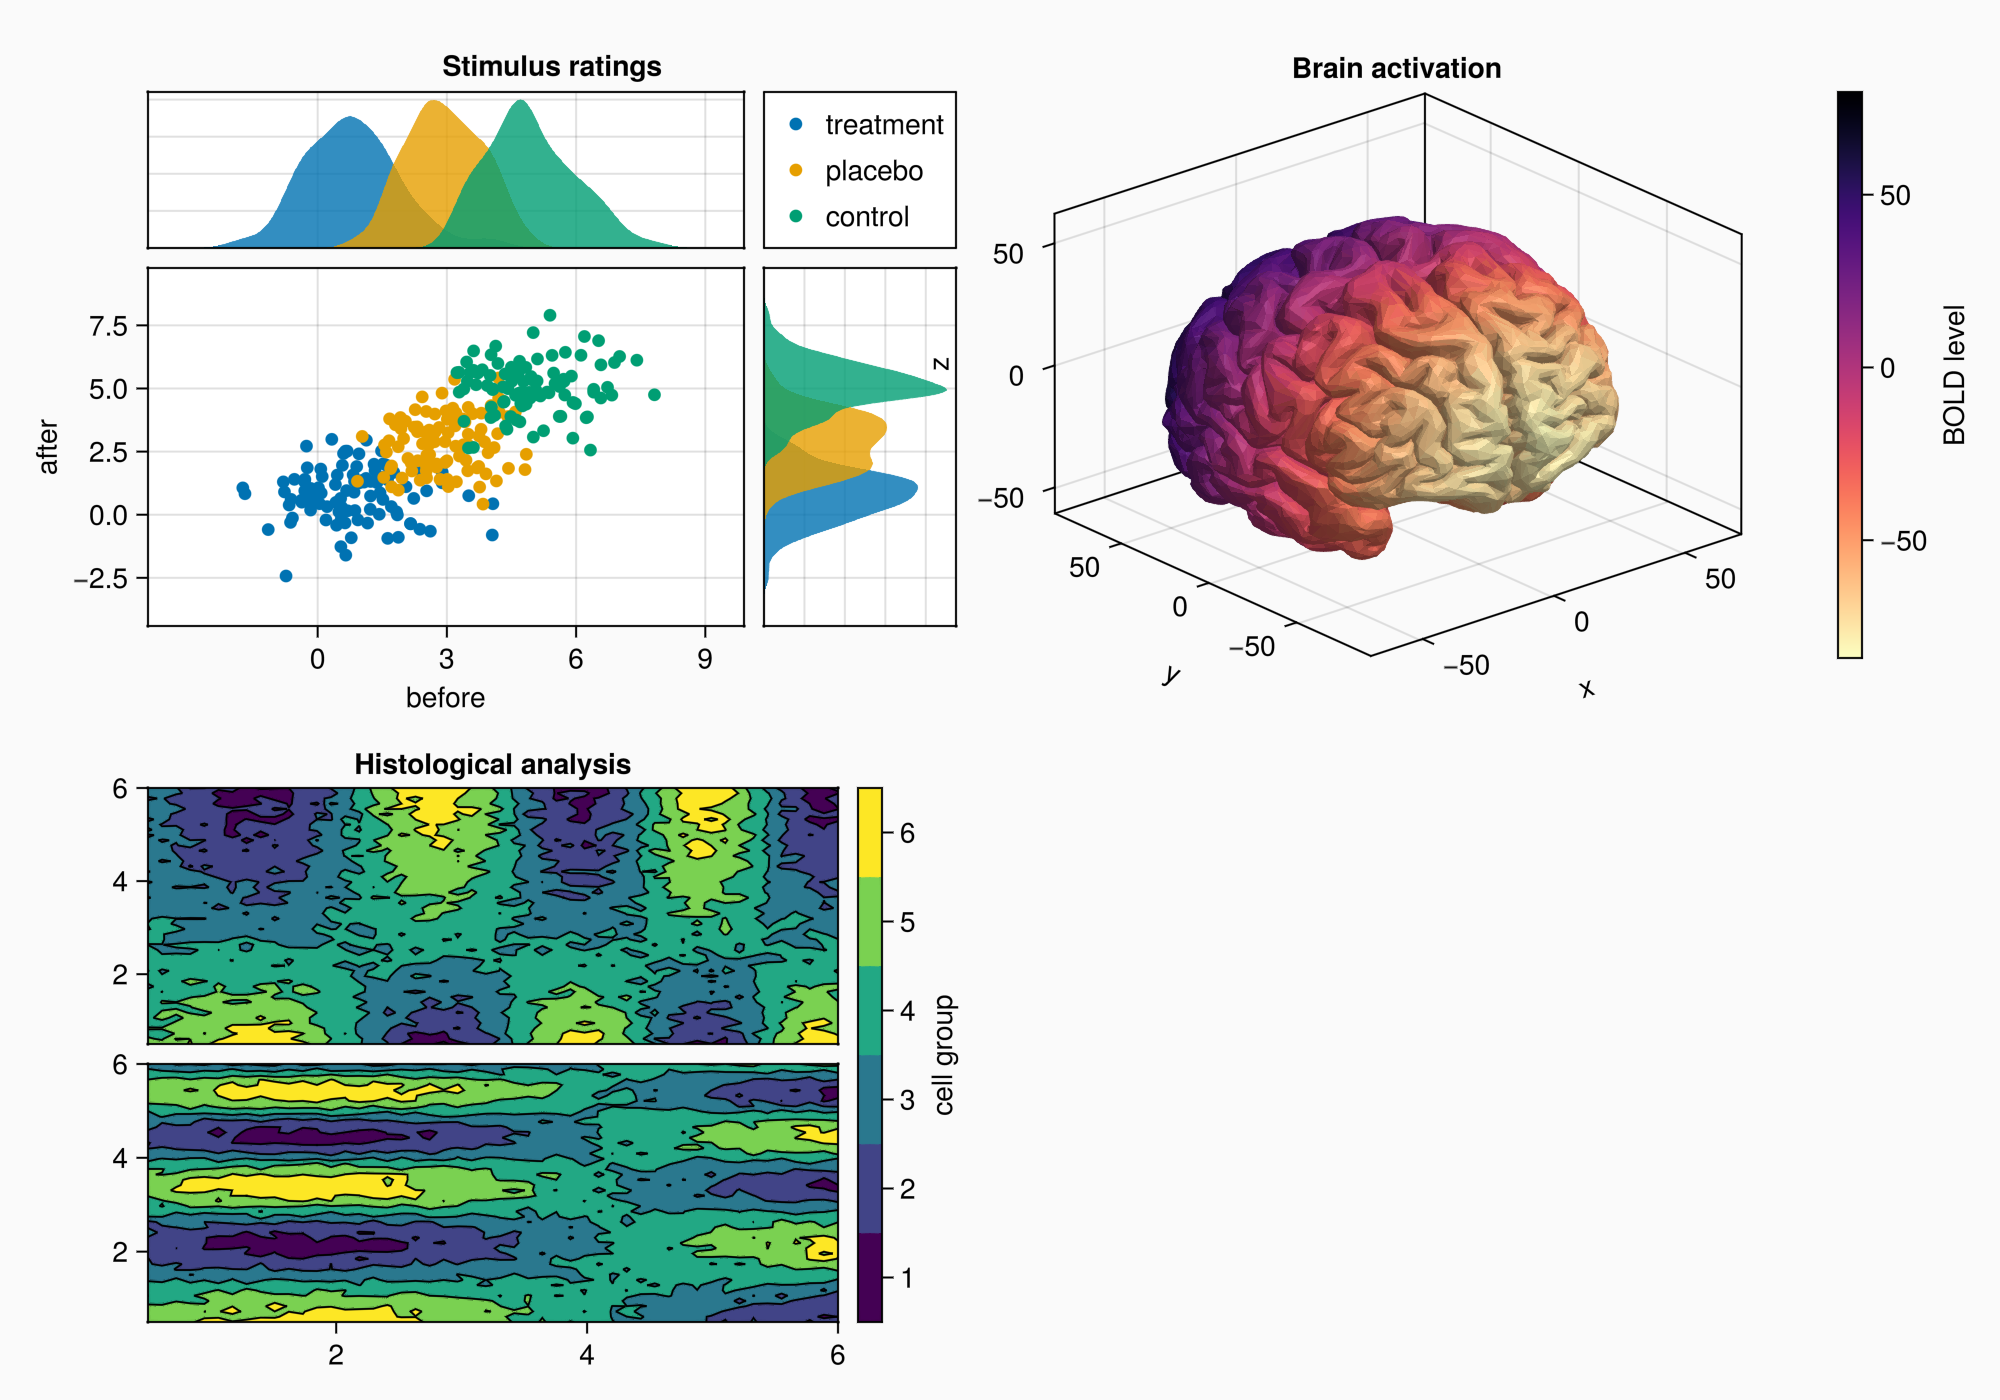 Stimulus ratings
treatment
placebo
control
7.5
5.0
2.5
0.0
−2.5
after
0 3 6 9
before
Brain activation
50
0
−50
z
50
0
−50
y
−50
0
50
x
50
0
−50
BOLD level
Histological analysis
6
4
2
6
4
2
2 4 6
6
5
4
3
2
1
cell group